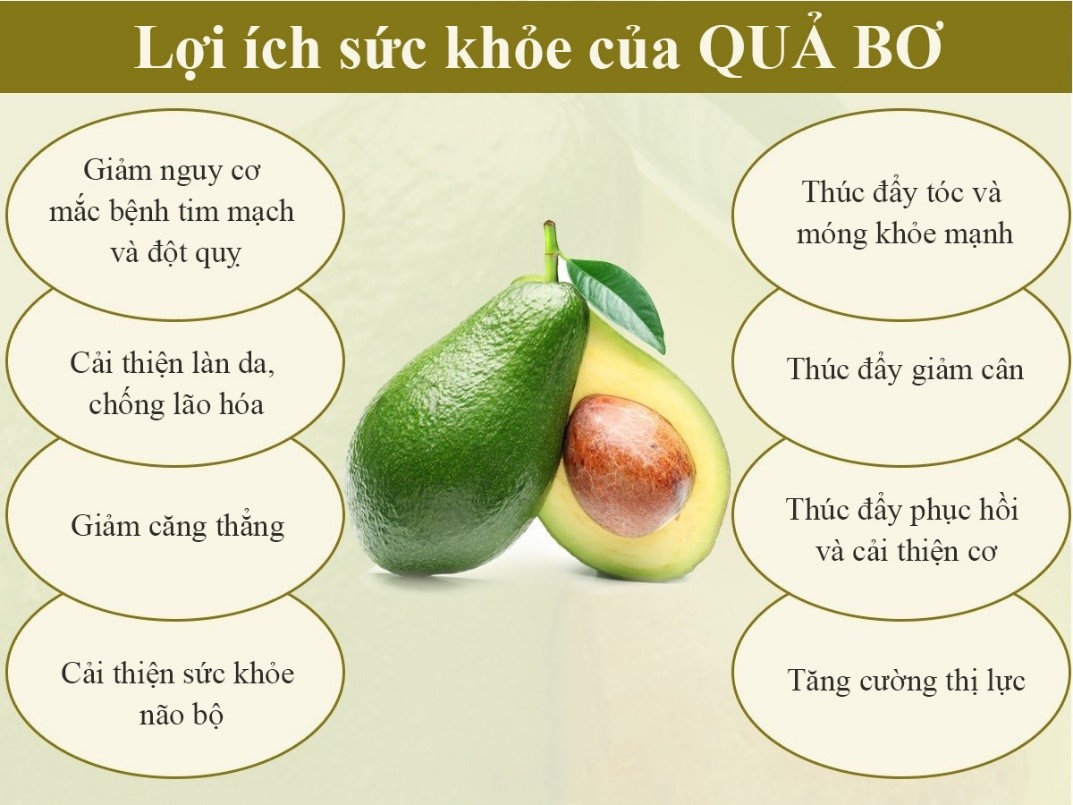 Lợi ích sức khỏe của QUẢ BƠ
Giảm nguy cơ
mắc bệnh tim mạch
và đột quỵ
Cải thiện làn da,
chống lão hóa
Giảm căng thẳng
Cải thiện sức khỏe
não bộ
Thúc đẩy tóc và
móng khỏe mạnh
Thúc đẩy giảm cân
Thúc đẩy phục hồi
và cải thiện cơ
Tăng cường thị lực